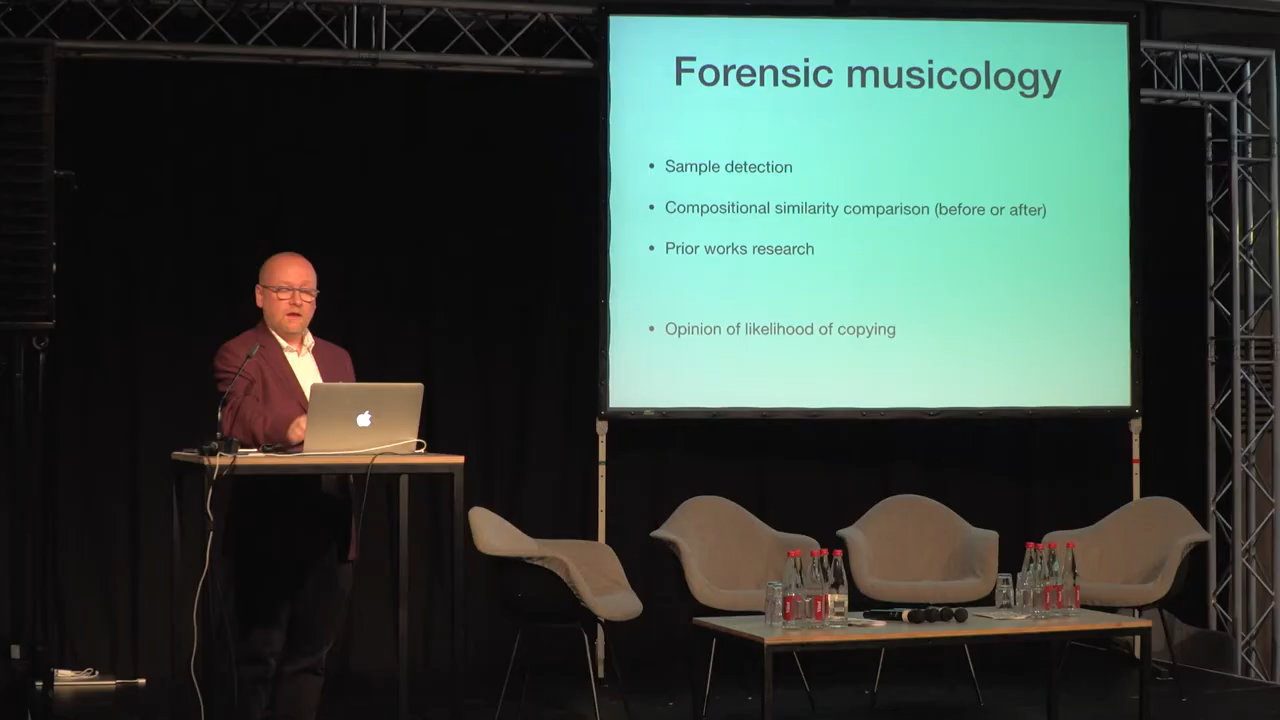 Forensic musicology
• Sample detection
• Compositional similarity comparison (before or after)
• Prior works research
• Opinion of likelihood of copying